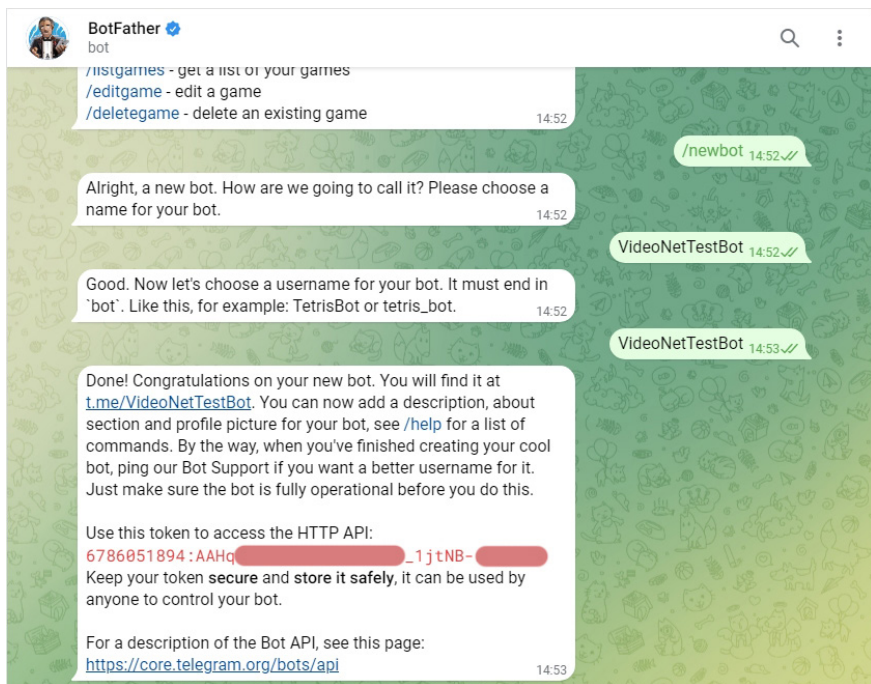 BotFather
bot
/listgames - get a list of your games
/editgame - edit a game
/deletegame - delete an existing game
14:52
/newbot 14:52
Alright, a new bot. How are we going to call it? Please choose a
name for your bot.
14:52
VideoNetTestBot 14:52
Good. Now let's choose a username for your bot. It must end in
`bot`. Like this, for example: TetrisBot or tetris_bot.
14:52
VideoNetTestBot 14:53
Done! Congratulations on your new bot. You will find it at
t.me/VideoNetTestBot. You can now add a description, about
section and profile picture for your bot, see /help for a list of
commands. By the way, when you've finished creating your cool
bot, ping our Bot Support if you want a better username for it.
Just make sure the bot is fully operational before you do this.
Use this token to access the HTTP API:
6786051894:AAHq _1jtNB-
Keep your token secure and store it safely, it can be used by
anyone to control your bot.
For a description of the Bot API, see this page:
https://core.telegram.org/bots/api
14:53